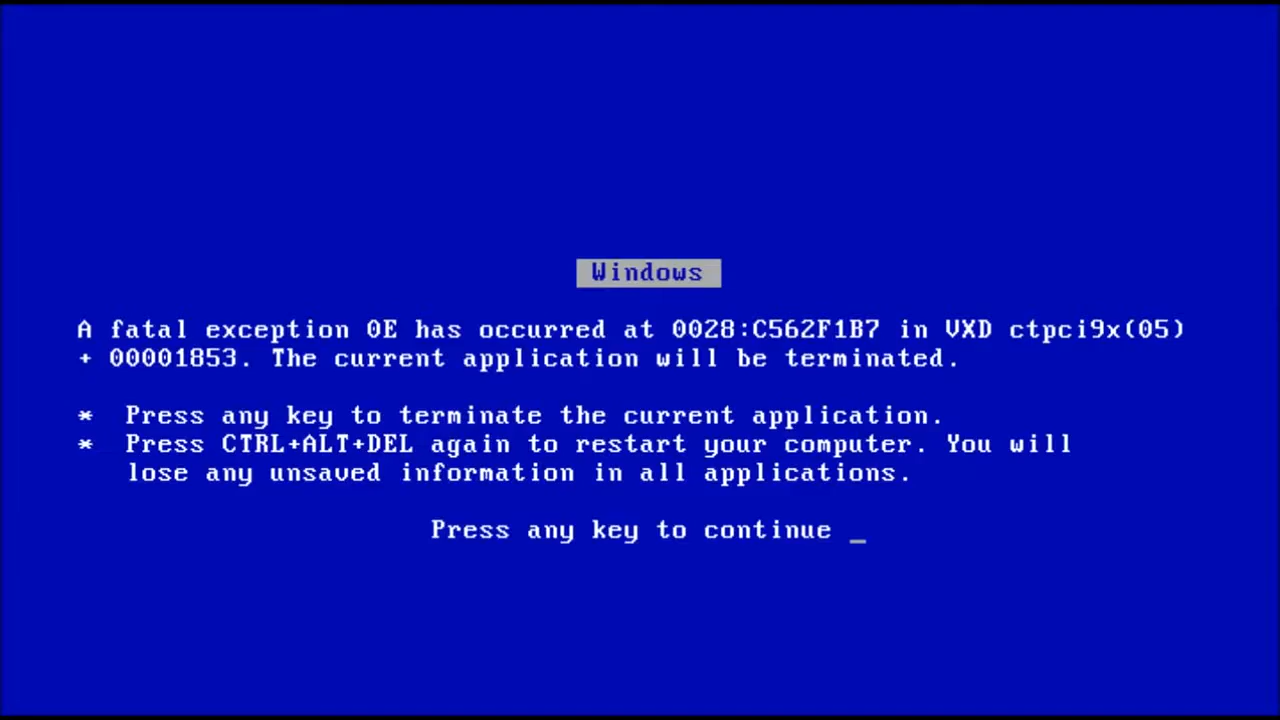 Windows
A fatal exception 0E has occurred at 0028:C562F1B7 in VXD ctpci9x(05)
+ 00001853. The current application will be terminated.
* Press any key to terminate the current application.
* Press CTRL+ALT+DEL again to restart your computer. You will
lose any unsaved information in all applications.
Press any key to continue _